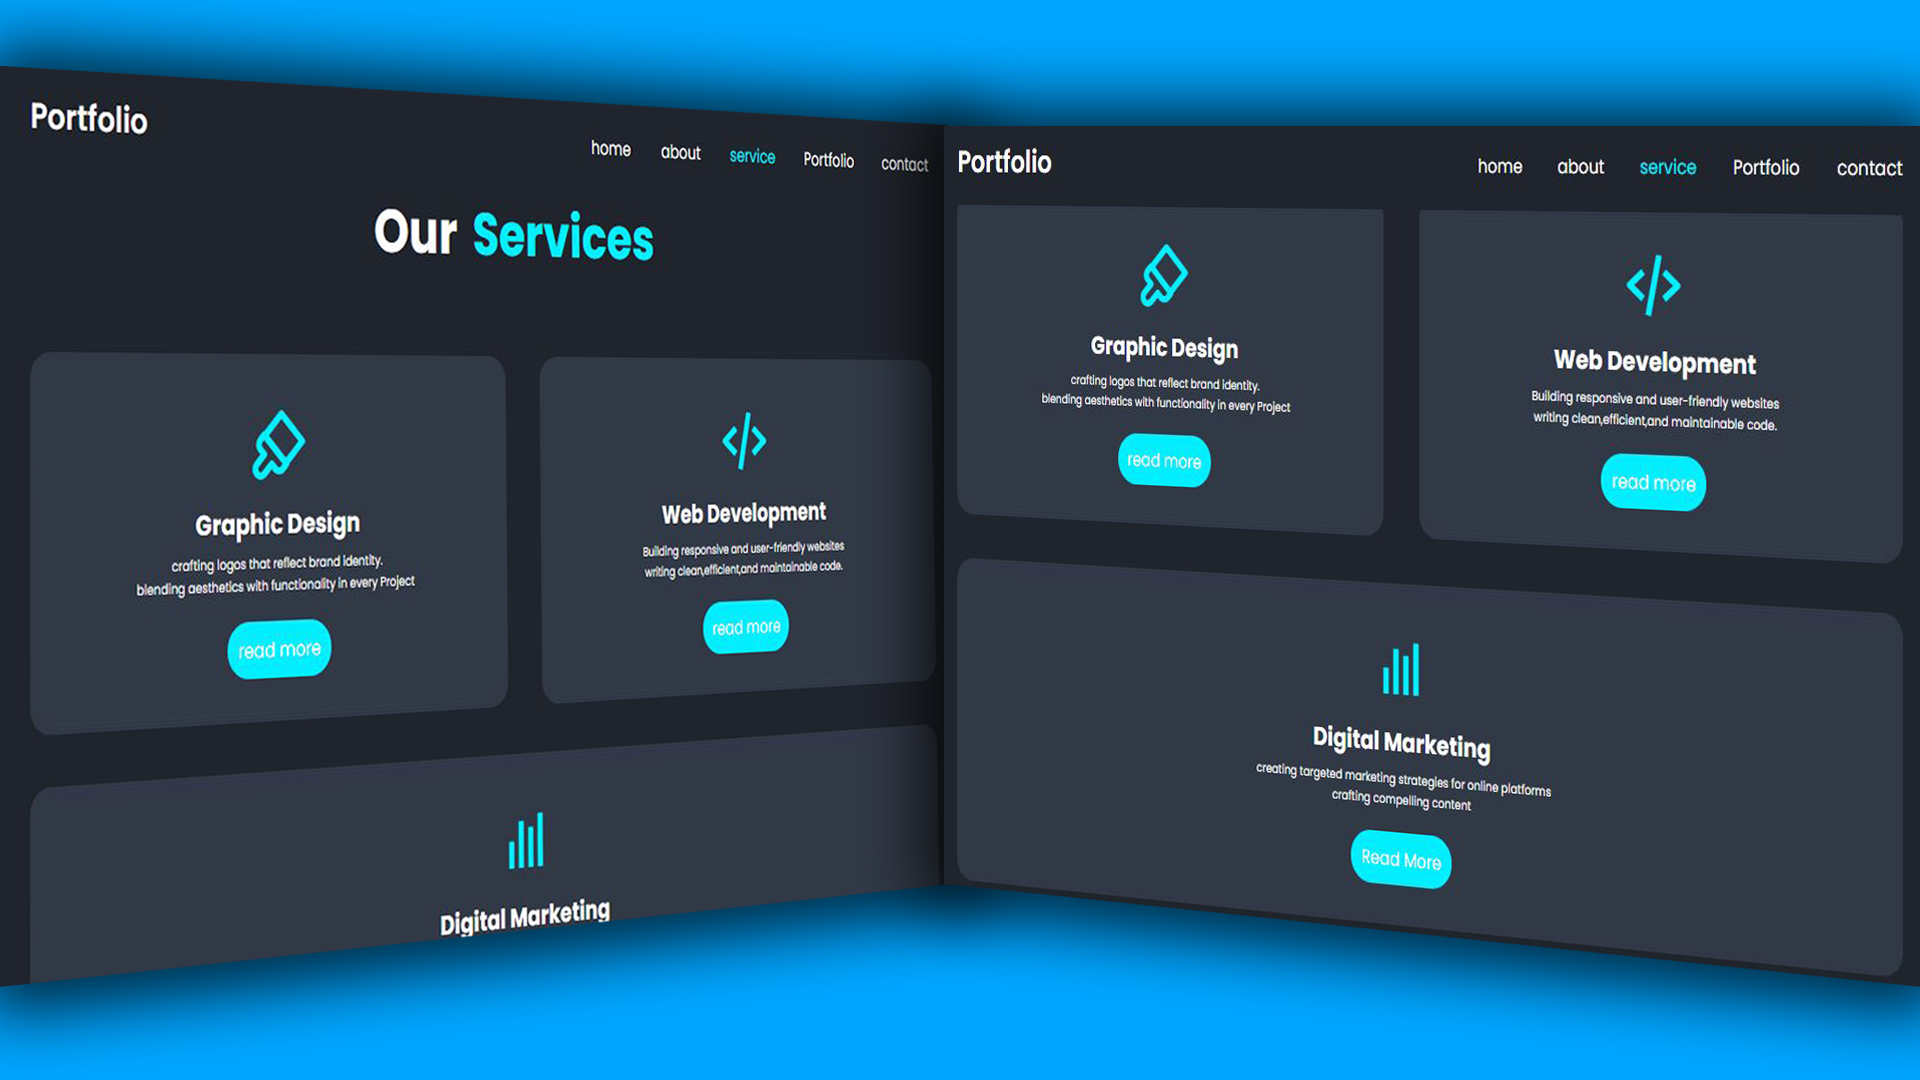 Portfolio
home about service Portfolio contact
Our Services
Graphic Design
crafting logos that reflect brand identity.
blending aesthetics with functionality in every Project
read more
Web Development
Building responsive and user-friendly websites
writing clean,efficient,and maintainable code.
read more
Digital Marketing
Portfolio
home about service Portfolio contact
Graphic Design
crafting logos that reflect brand identity.
blending aesthetics with functionality in every Project
read more
Web Development
Building responsive and user-friendly websites
writing clean,efficient,and maintainable code.
read more
Digital Marketing
creating targeted marketing strategies for online platforms
crafting compelling content
Read More